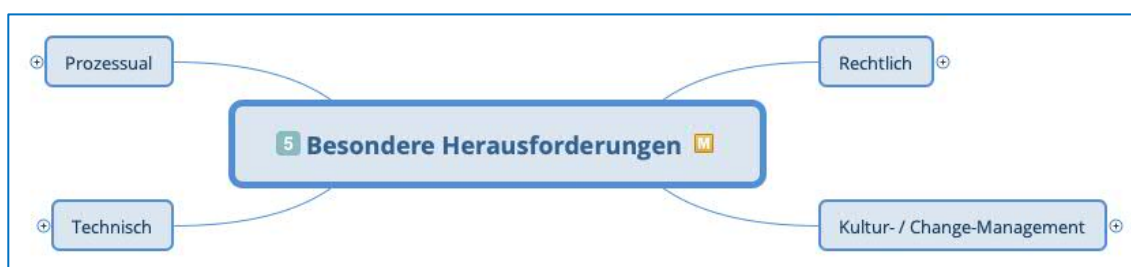 Prozessual
Rechtlich
5 Besondere Herausforderungen M
Technisch
Kultur- / Change-Management